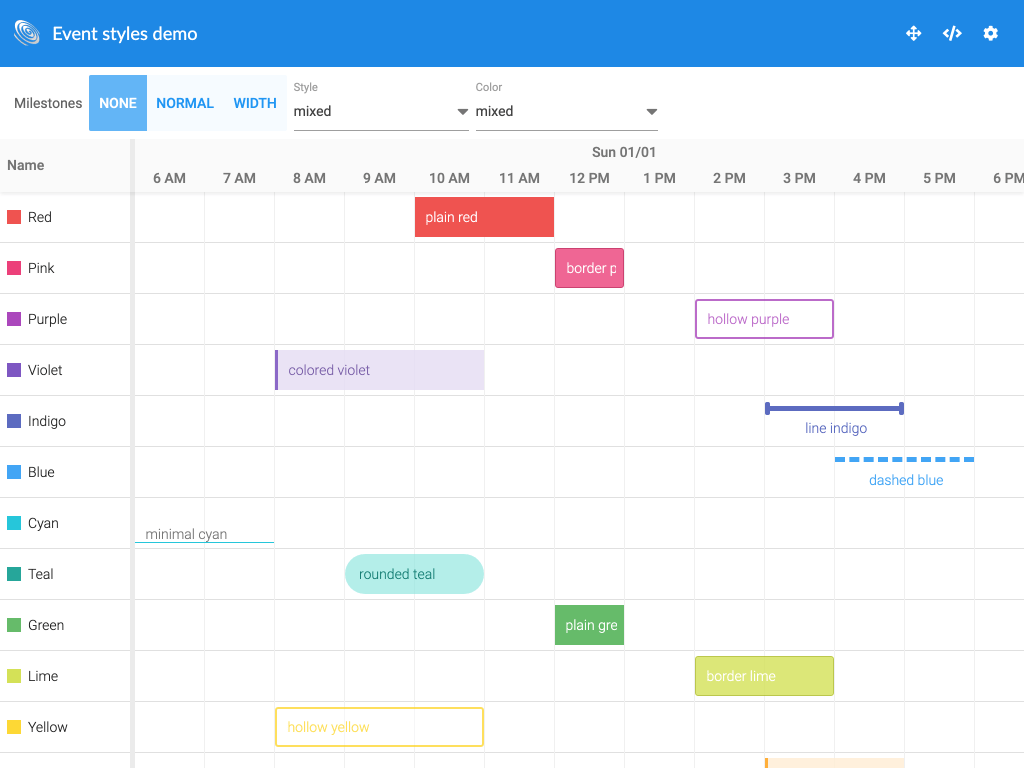 Event styles demo
Milestones
NONE
NORMAL
WIDTH
Style
mixed
Color
mixed
Name
Sun 01/01
6 AM 7 AM 8 AM 9 AM 10 AM 11 AM 12 PM 1 PM 2 PM 3 PM 4 PM 5 PM 6 PM
Red
plain red
Pink
border p
Purple
hollow purple
Violet
colored violet
Indigo
line indigo
Blue
dashed blue
Cyan
minimal cyan
Teal
rounded teal
Green
plain gre
Lime
border lime
Yellow
hollow yellow